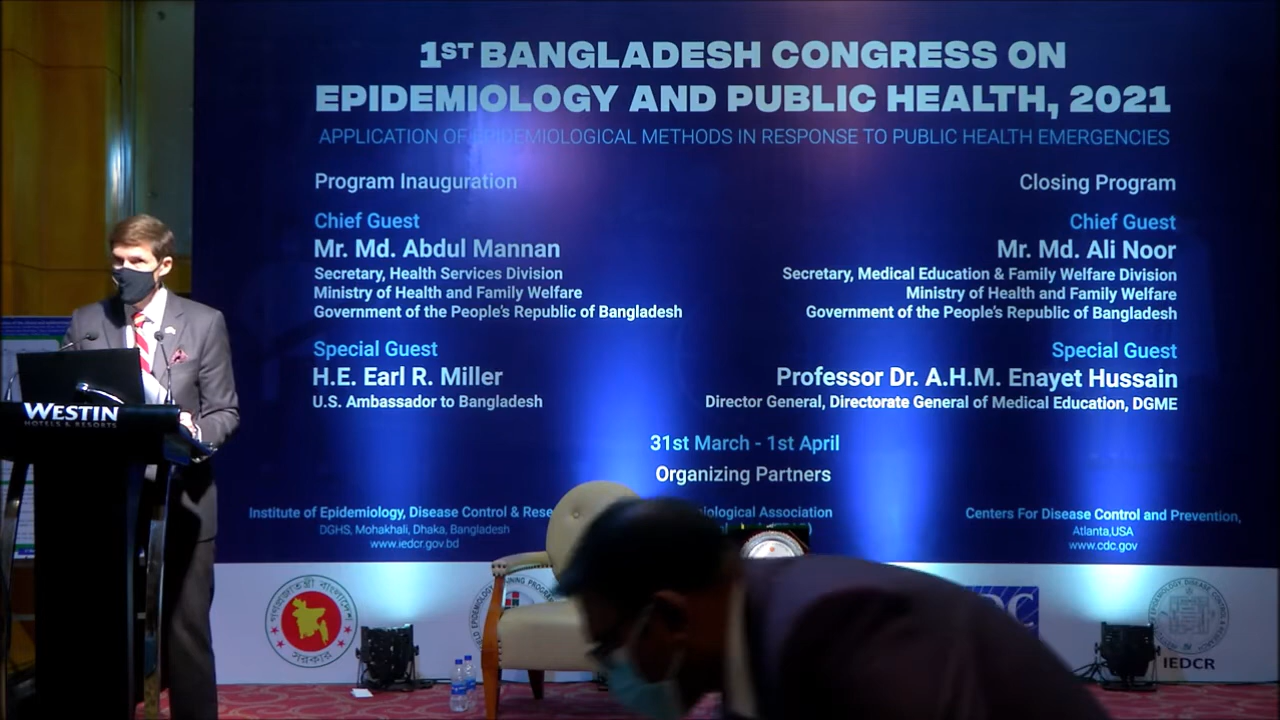 1ST BANGLADESH CONGRESS ON
EPIDEMIOLOGY AND PUBLIC HEALTH, 2021
APPLICATION OF EPIDEMIOLOGICAL METHODS IN RESPONSE TO PUBLIC HEALTH EMERGENCIES
Program Inauguration
Chief Guest
Mr. Md. Abdul Mannan
Secretary, Health Services Division
Ministry of Health and Family Welfare
Government of the People's Republic of Bangladesh
Special Guest
H.E. Earl R. Miller
U.S. Ambassador to Bangladesh
Closing Program
Chief Guest
Mr. Md. Ali Noor
Secretary, Medical Education & Family Welfare Division
Ministry of Health and Family Welfare
Government of the People's Republic of Bangladesh
Special Guest
Professor Dr. A.H.M. Enayet Hussain
Director General, Directorate General of Medical Education, DGME
31st March - 1st April
Organizing Partners
Institute of Epidemiology, Disease Control & Rese
DGHS, Mohakhali, Dhaka, Bangladesh
www.iedcr.gov.bd
iological Association
Centers For Disease Control and Prevention,
Atlanta,USA
www.cdc.gov
WESTIN
HOTELS & RESORTS
গণপ্রজাতন্ত্রী বাংলাদেশ
সরকার
IEDCR